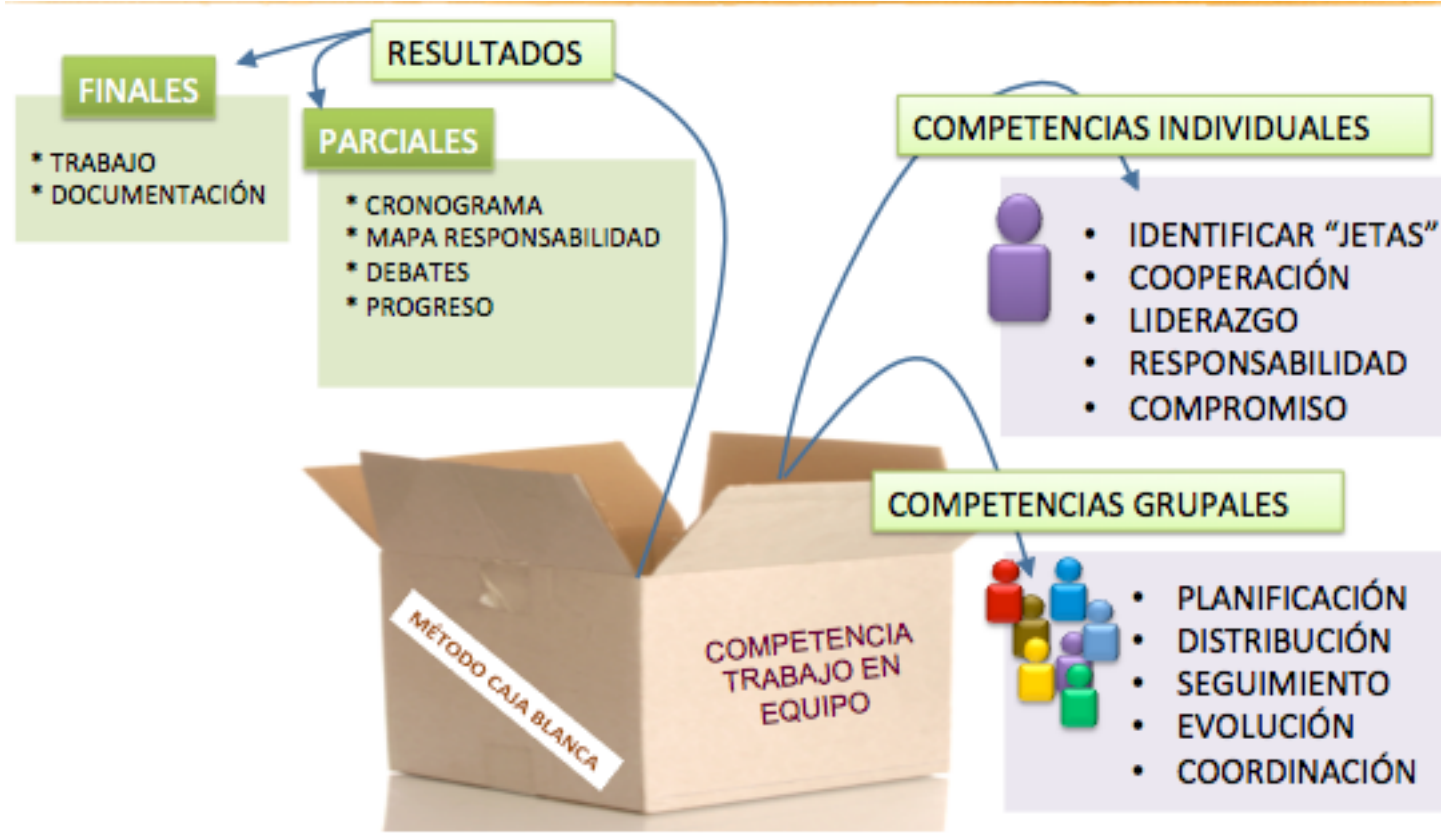 RESULTADOS
FINALES
* TRABAJO
* DOCUMENTACIÓN
PARCIALES
* CRONOGRAMA
* MAPA RESPONSABILIDAD
* DEBATES
* PROGRESO
COMPETENCIAS INDIVIDUALES
• IDENTIFICAR “JETAS”
• COOPERACIÓN
• LIDERAZGO
• RESPONSABILIDAD
• COMPROMISO
COMPETENCIAS GRUPALES
• PLANIFICACIÓN
• DISTRIBUCIÓN
• SEGUIMIENTO
• EVOLUCIÓN
• COORDINACIÓN
MÉTODO CAJA BLANCA
COMPETENCIA
TRABAJO EN
EQUIPO